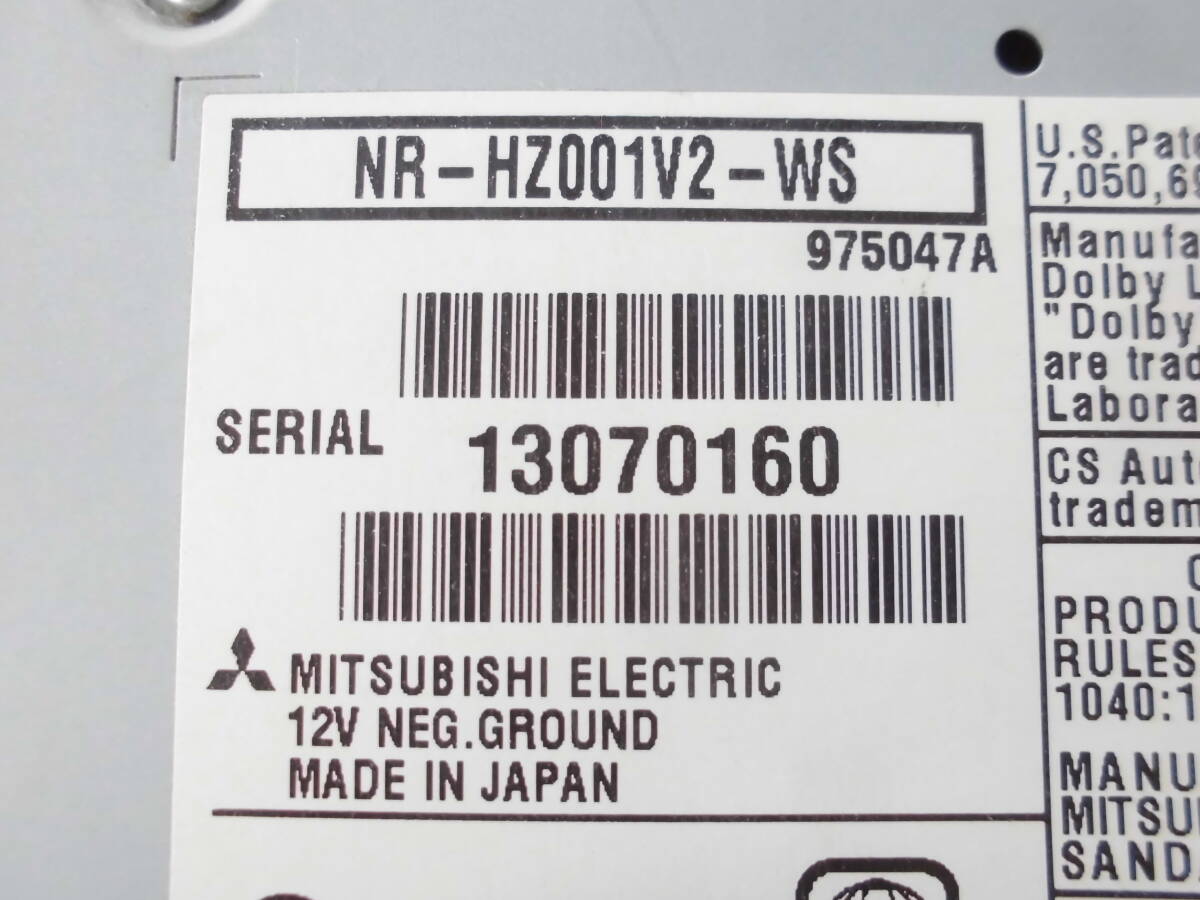 NR-HZ001V2-WS
975047A
SERIAL 13070160
MITSUBISHI ELECTRIC
12V NEG.GROUND
MADE IN JAPAN
U.S.Pate
7,050,69
Manufa
Dolby L
"Dolby
are trad
Labora
CS Aut
tradem
PRODU
RULES
1040:1
MANU
MITSU
SAND